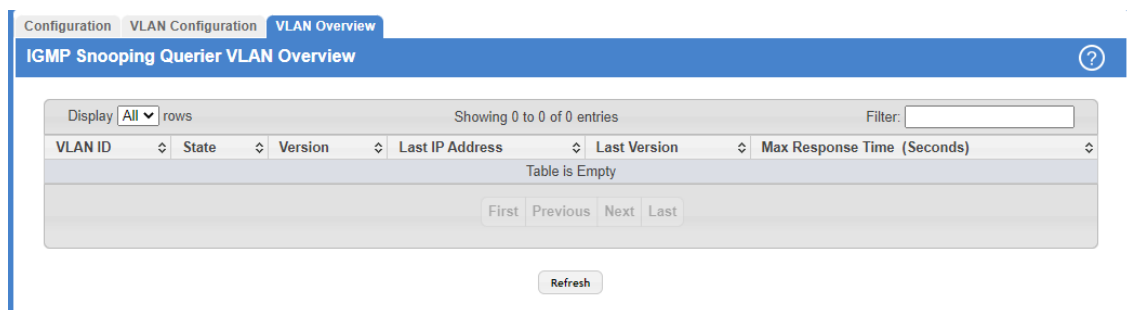 Configuration VLAN Configuration VLAN Overview
IGMP Snooping Querier VLAN Overview ?
Display All rows Showing 0 to 0 of 0 entries Filter:
VLAN ID State Version Last IP Address Last Version Max Response Time (Seconds)
Table is Empty
First Previous Next Last
Refresh